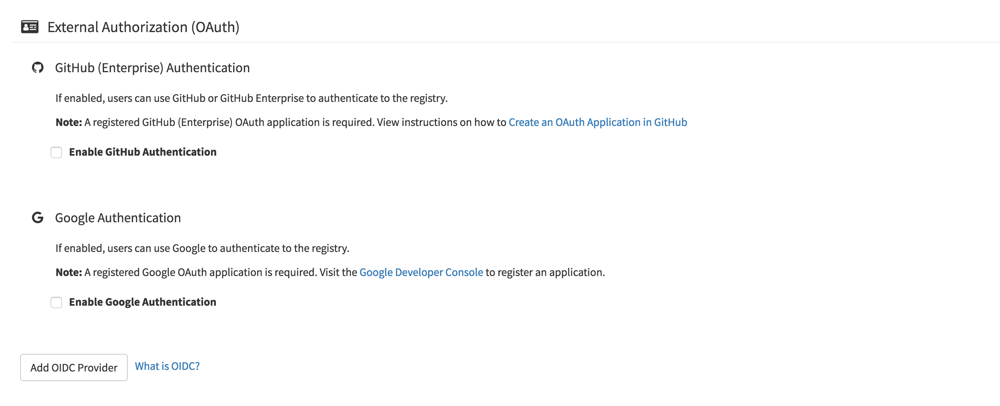 External Authorization (OAuth)
GitHub (Enterprise) Authentication
If enabled, users can use GitHub or GitHub Enterprise to authenticate to the registry.
Note: A registered GitHub (Enterprise) OAuth application is required. View instructions on how to Create an OAuth Application in GitHub
Enable GitHub Authentication
Google Authentication
If enabled, users can use Google to authenticate to the registry.
Note: A registered Google OAuth application is required. Visit the Google Developer Console to register an application.
Enable Google Authentication
Add OIDC Provider What is OIDC?